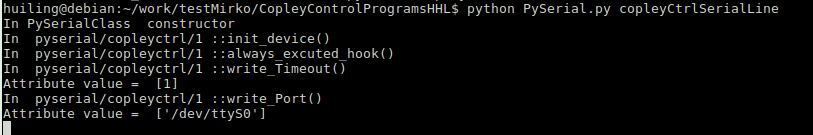 huiling@debian:~/work/testMirko/CopleyControlProgramsHHL$ python PySerial.py copleyCtrlSerialLine
In PySerialClass  constructor
In  pyserial/copleyctrl/1 ::init_device()
In  pyserial/copleyctrl/1 ::always_excuted_hook()
In  pyserial/copleyctrl/1 ::write_Timeout()
Attribute value =  [1]
In  pyserial/copleyctrl/1 ::write_Port()
Attribute value =  ['/dev/ttyS0']